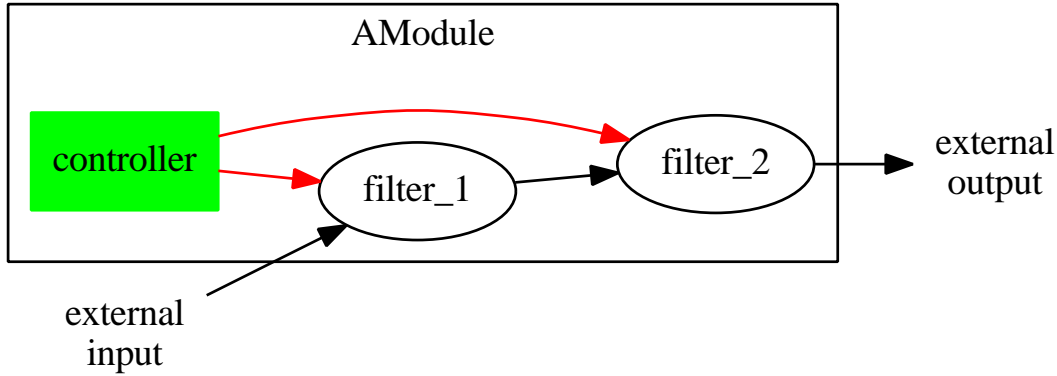 AModule
controller
filter_1
filter_2
external
output
external
input